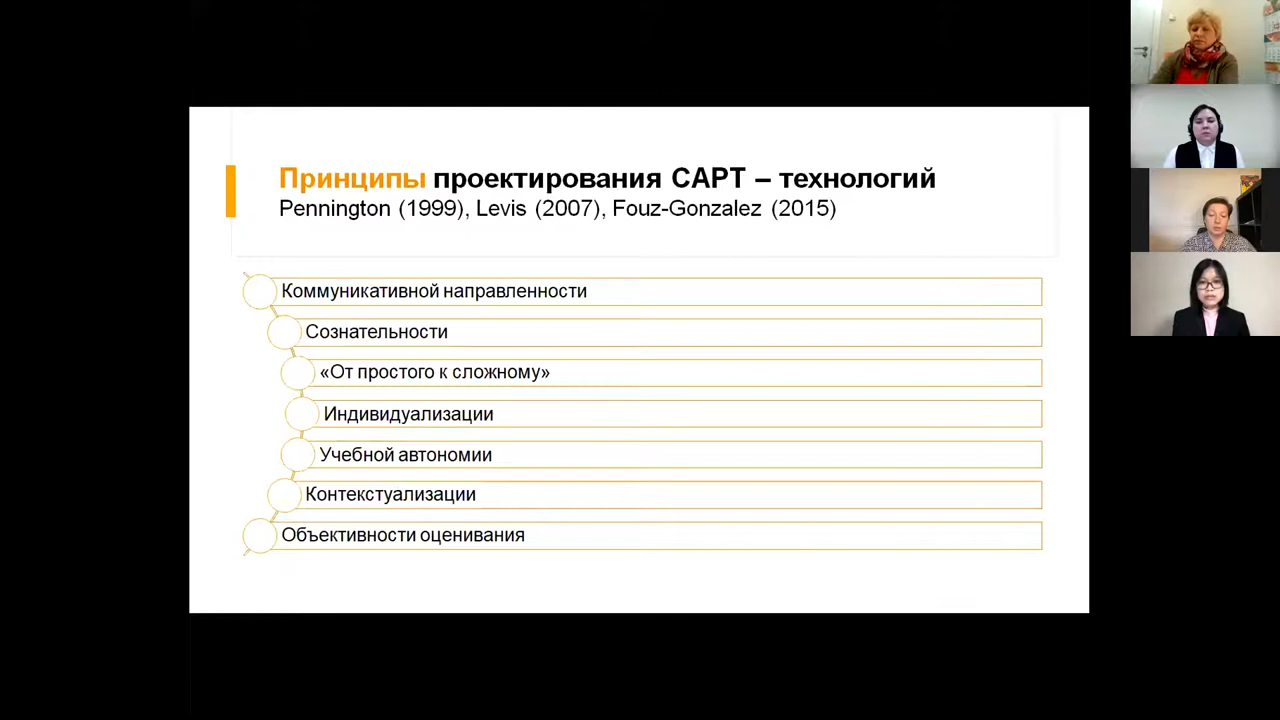 Принципы проектирования CAPT – технологий
Pennington (1999), Levis (2007), Fouz-Gonzalez (2015)
Коммуникативной направленности
Сознательности
«От простого к сложному»
Индивидуализации
Учебной автономии
Контекстуализации
Объективности оценивания